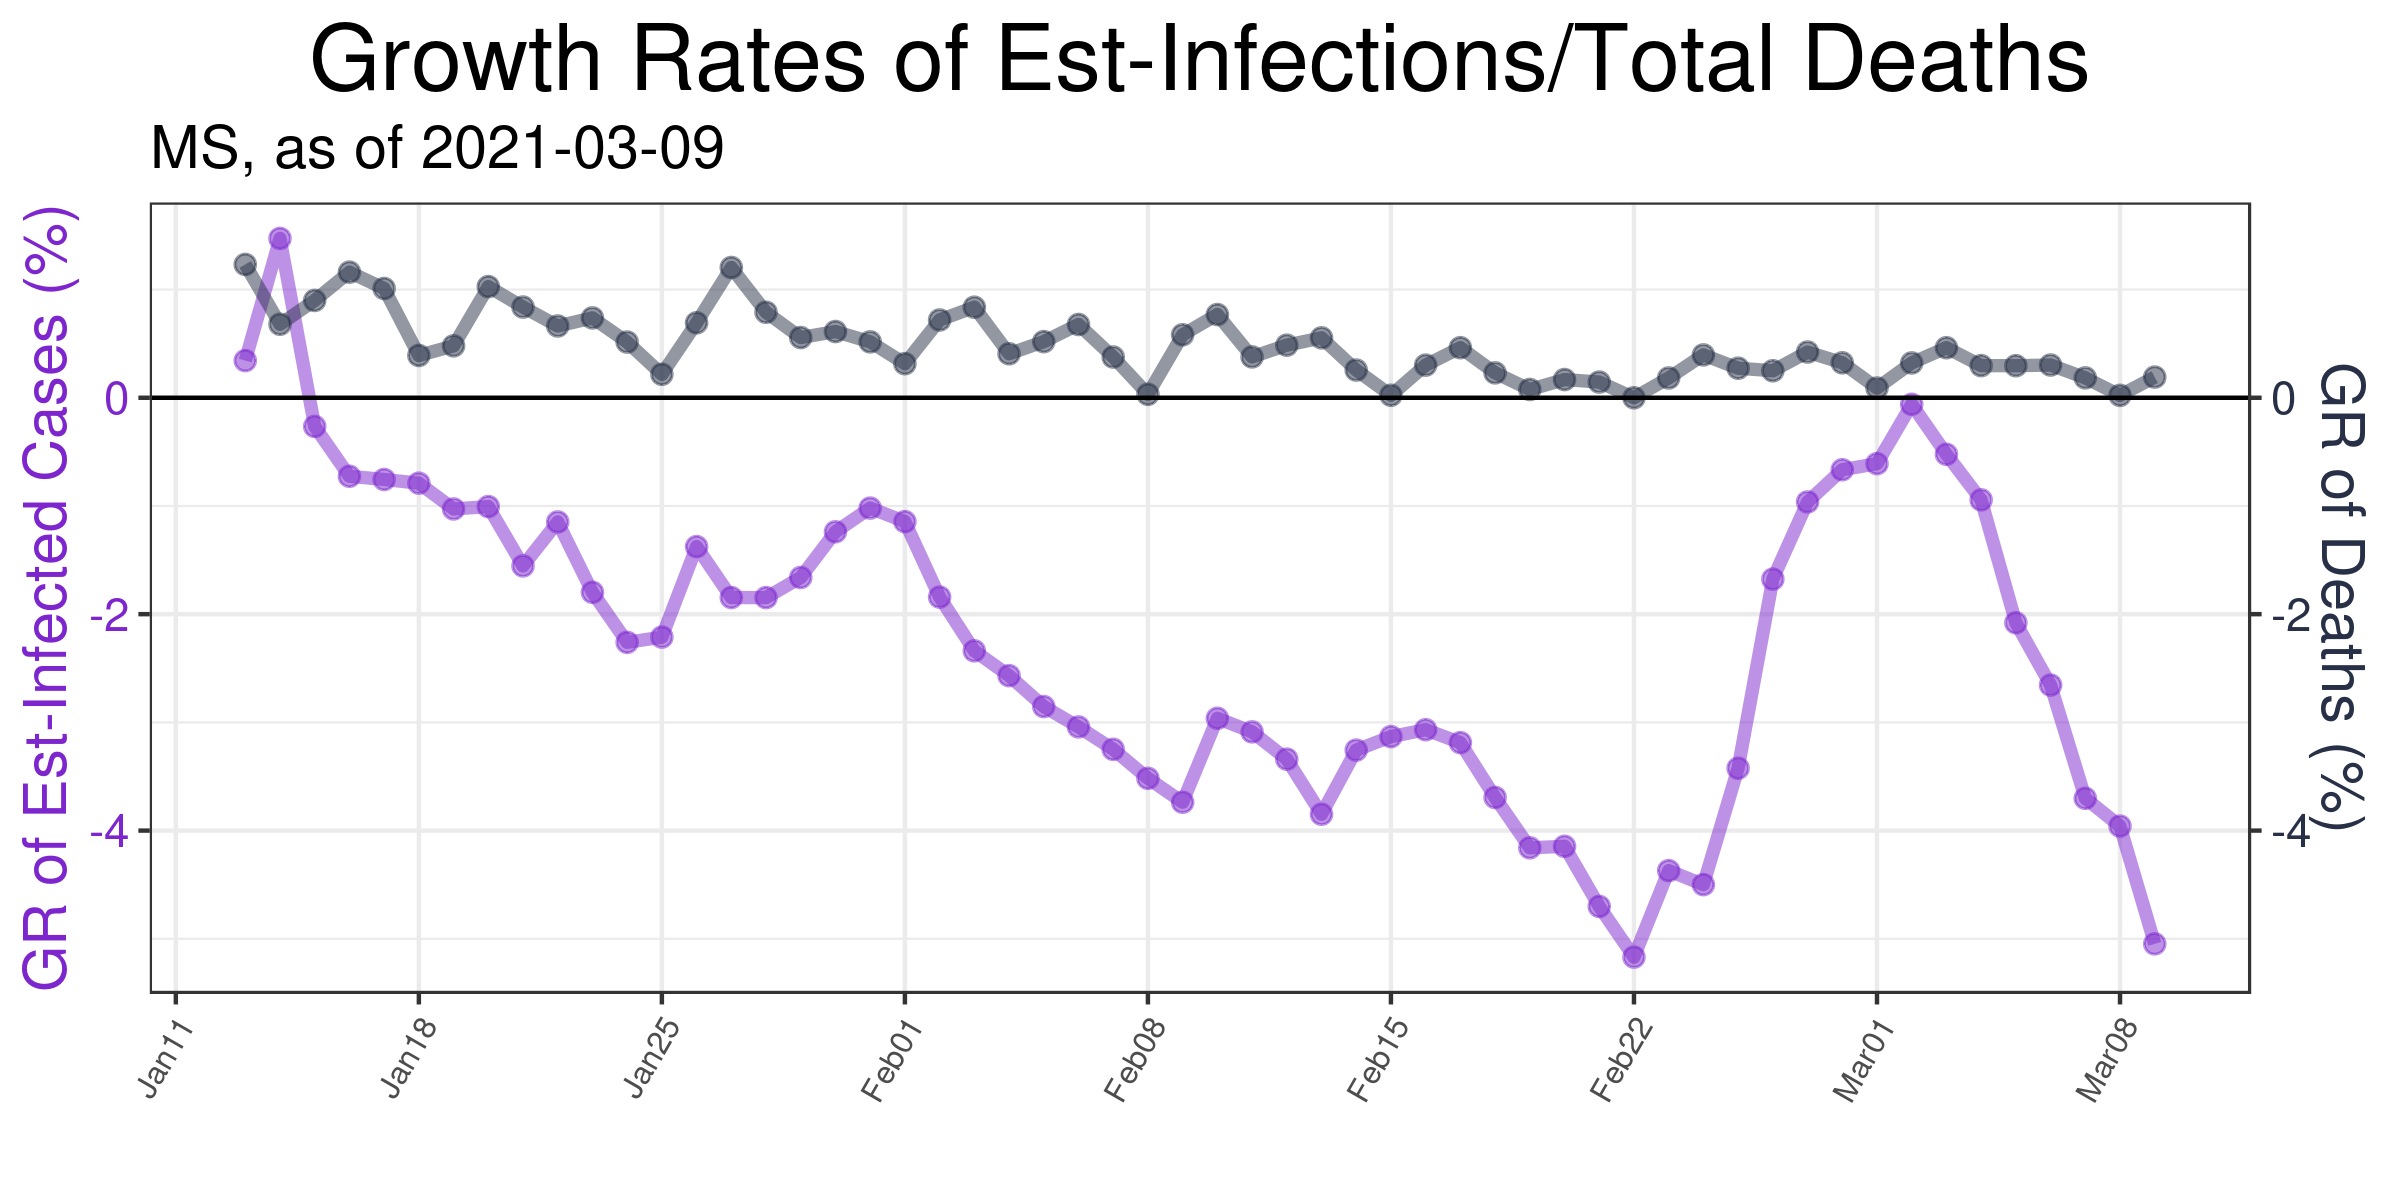 Growth Rates of Est-Infections/Total Deaths
MS, as of 2021-03-09
GR of Est-Infected Cases (%)
0
-2
-4
GR of Deaths (%)
0
-2
-4
Jan11
Jan18
Jan25
Feb01
Feb08
Feb15
Feb22
Mar01
Mar08